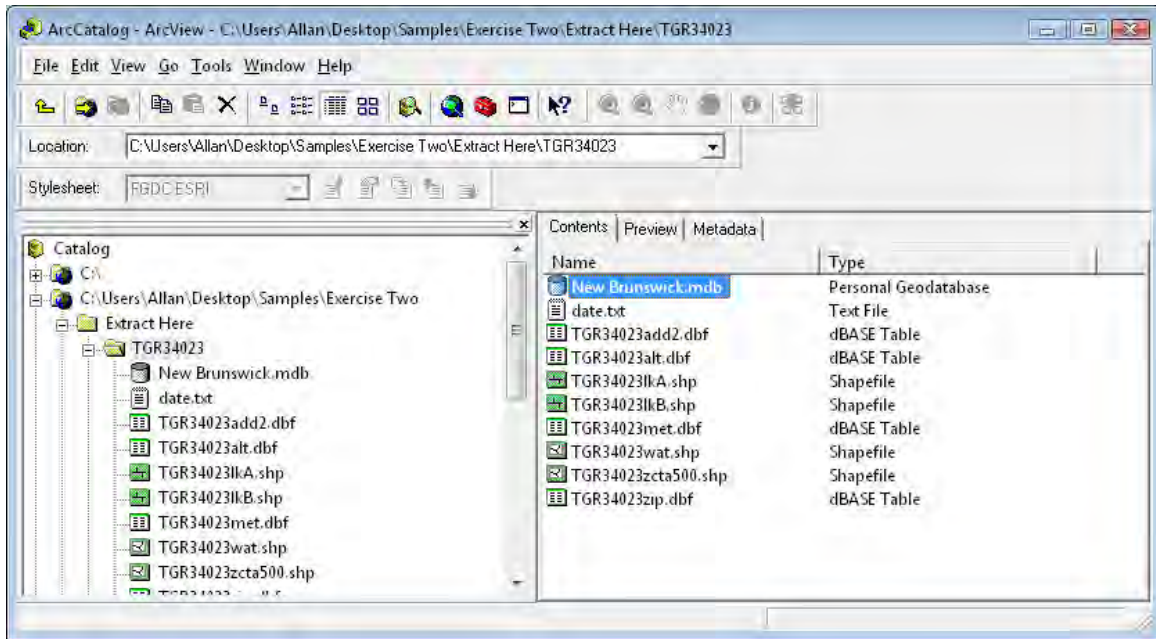 ArcCatalog - ArcView - C:\Users\Allan\Desktop\Samples\Exercise Two\Extract Here\TGR34023
File Edit View Go Tools Window Help
Location: C:\Users\Allan\Desktop\Samples\Exercise Two\Extract Here\TGR34023
Stylesheet: FGDC ESRI
Catalog
C:\
C:\Users\Allan\Desktop\Samples\Exercise Two
Extract Here
TGR34023
New Brunswick.mdb
date.txt
TGR34023add2.dbf
TGR34023alt.dbf
TGR34023lkA.shp
TGR34023lkB.shp
TGR34023met.dbf
TGR34023wat.shp
TGR34023zcta500.shp
Contents Preview Metadata
Name Type
New Brunswick.mdb Personal Geodatabase
date.txt Text File
TGR34023add2.dbf dBASE Table
TGR34023alt.dbf dBASE Table
TGR34023lkA.shp Shapefile
TGR34023lkB.shp Shapefile
TGR34023met.dbf dBASE Table
TGR34023wat.shp Shapefile
TGR34023zcta500.shp Shapefile
TGR34023zip.dbf dBASE Table